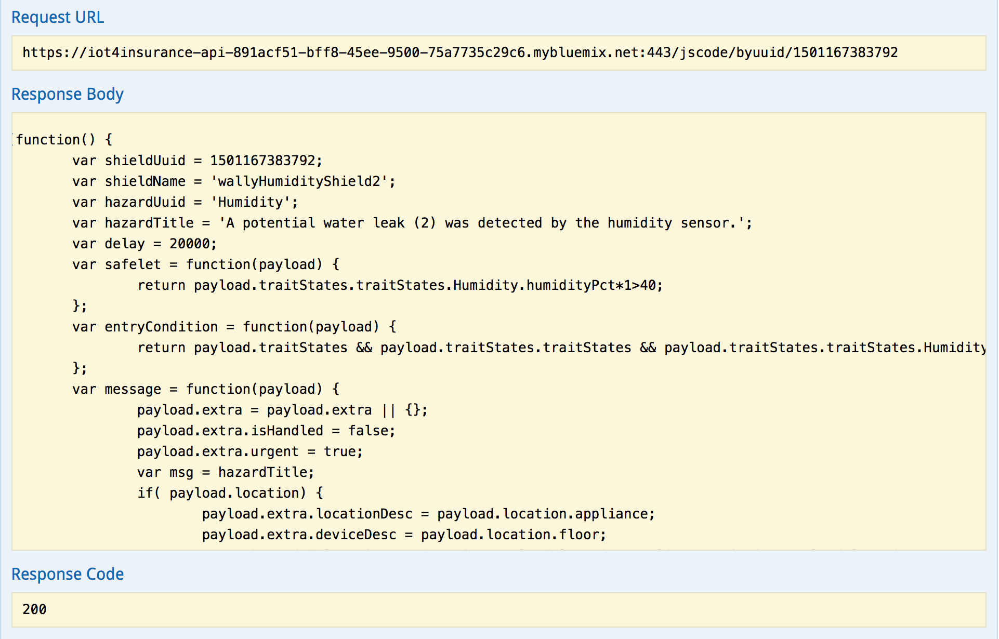 Request URL
https://iot4insurance-api-891acf51-bff8-45ee-9500-75a7735c29c6.mybluemix.net:443/jscode/byuuid/1501167383792
Response Body
(function() {
var shieldUuid = 1501167383792;
var shieldName = 'wallyHumidityShield2';
var hazardUuid = 'Humidity';
var hazardTitle = 'A potential water leak (2) was detected by the humidity sensor.';
var delay = 20000;
var safelet = function(payload) {
return payload.traitStates.traitStates.Humidity.humidityPct*1>40;
};
var entryCondition = function(payload) {
return payload.traitStates && payload.traitStates.traitStates && payload.traitStates.traitStates.Humidity
};
var message = function(payload) {
payload.extra = payload.extra || {};
payload.extra.isHandled = false;
payload.extra.urgent = true;
var msg = hazardTitle;
if( payload.location) {
payload.extra.locationDesc = payload.location.appliance;
payload.extra.deviceDesc = payload.location.floor;
Response Code
200